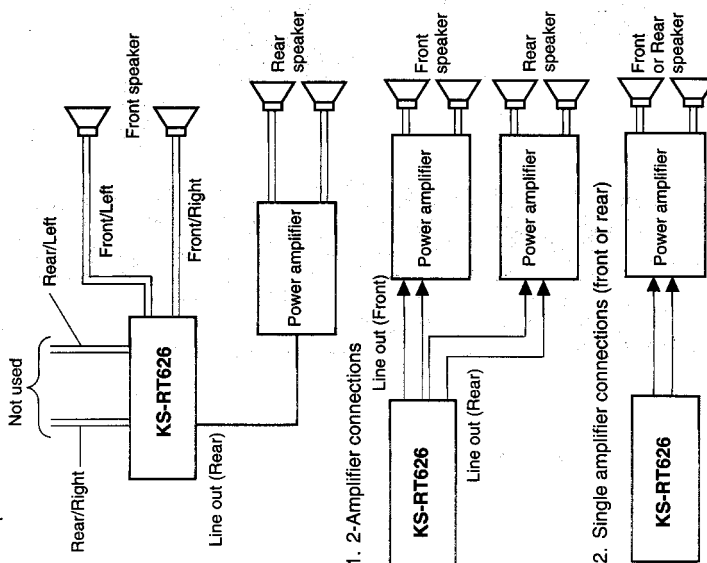 Not used
Rear/Left
Rear/Right
Front/Left
Front speaker
KS-RT626
Front/Right
Line out (Rear)
Rear
speaker
Power amplifier
1. 2-Amplifier connections
Line out (Front)
KS-RT626
Power amplifier
Front
speaker
Line out (Rear)
Power amplifier
Rear
speaker
2. Single amplifier connections (front or rear)
KS-RT626
Power amplifier
Front
or Rear
speaker